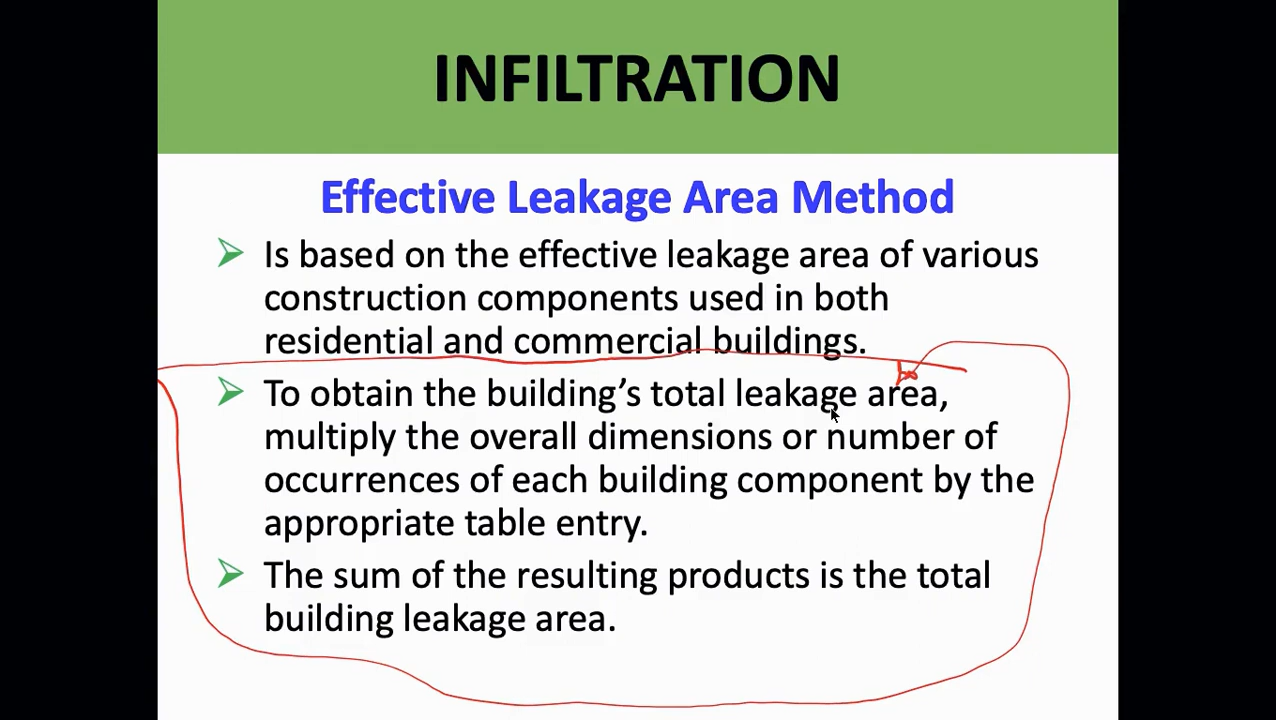 INFILTRATION
Effective Leakage Area Method
Is based on the effective leakage area of various
construction components used in both
residential and commercial buildings.
To obtain the building’s total leakage area,
multiply the overall dimensions or number of
occurrences of each building component by the
appropriate table entry.
The sum of the resulting products is the total
building leakage area.